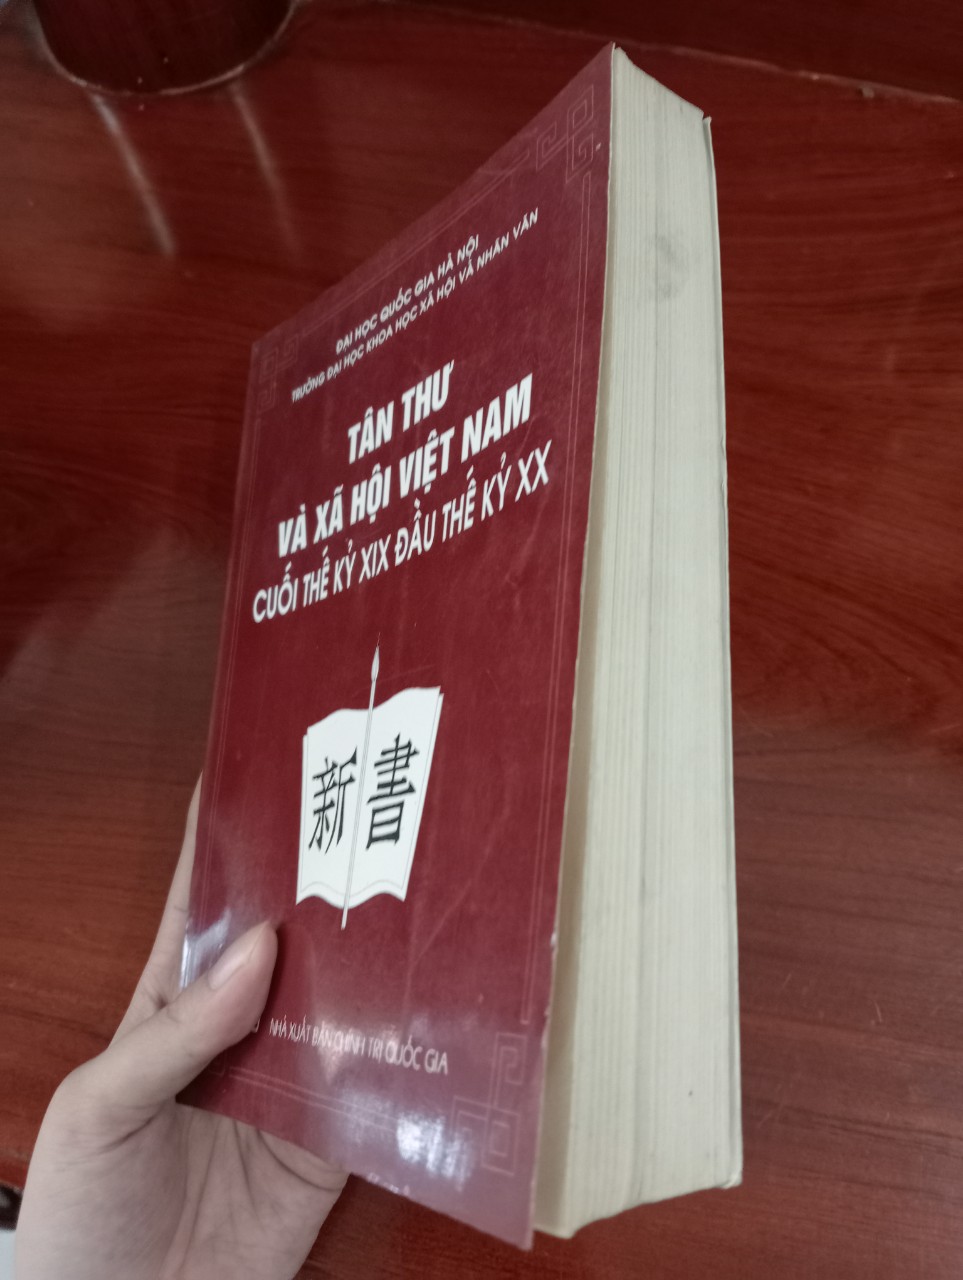 ĐẠI HỌC QUỐC GIA HÀ NỘI
TRƯỜNG ĐẠI HỌC KHOA HỌC XÃ HỘI VÀ NHÂN VĂN
TÂN THƯ
VÀ XÃ HỘI VIỆT NAM
CUỐI THẾ KỶ XIX ĐẦU THẾ KỶ XX
新書
NHÀ XUẤT BẢN CHÍNH TRỊ QUỐC GIA